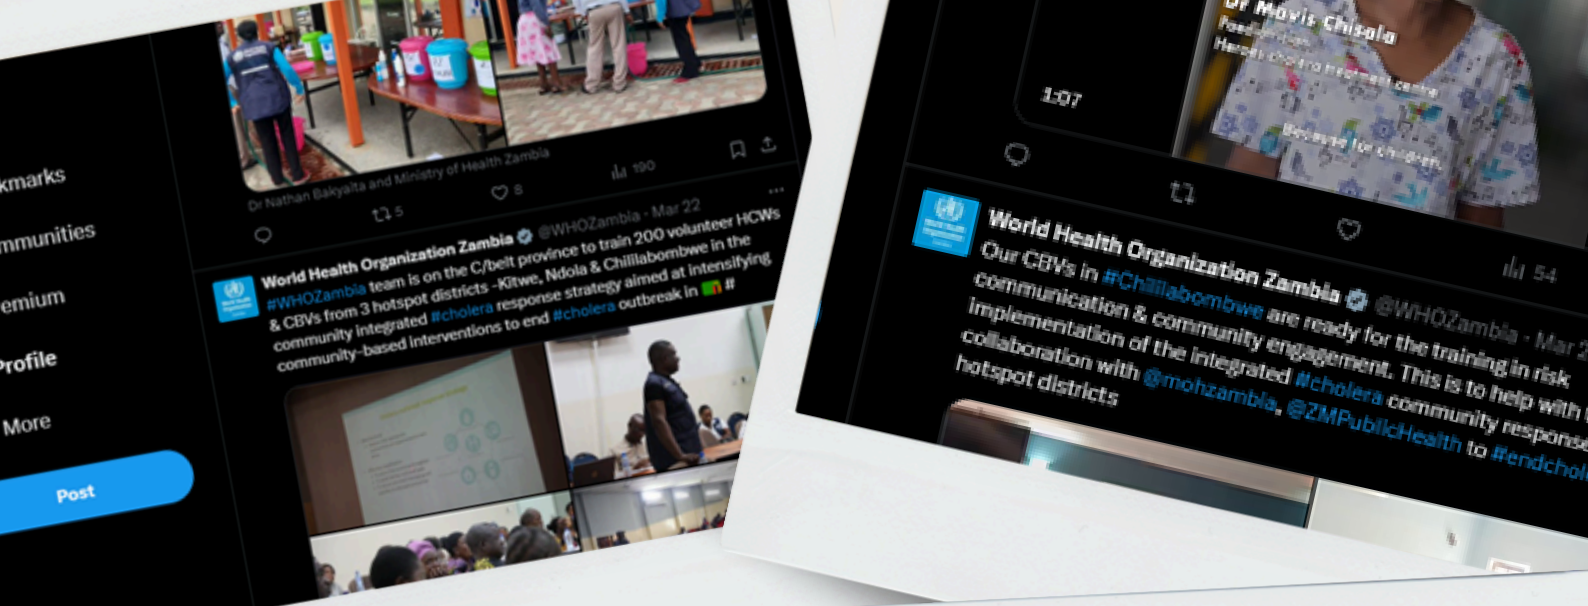 kmarks
mmunities
emium
Profile
More
Post
Dr Nathan Bakyaita and Ministry of Health Zambia
5
8
190
World Health Organization Zambia @WHOZambia · Mar 22
#WHOZambia team is on the C/belt province to train 200 volunteer HCWs
& CBVs from 3 hotspot districts -Kitwe, Ndola & Chililabombwe in the
community integrated #cholera response strategy aimed at intensifying
community-based interventions to end #cholera outbreak in 🇿🇲 #
Dr Mavis Chisala
1:07
54
World Health Organization Zambia @WHOZambia · Mar 2
Our CBVs in #Chililabombwe are ready for the training in risk
communication & community engagement. This is to help with
implementation of the integrated #cholera community response
collaboration with @mohzambia, @ZMPublicHealth to #endchol
hotspot districts